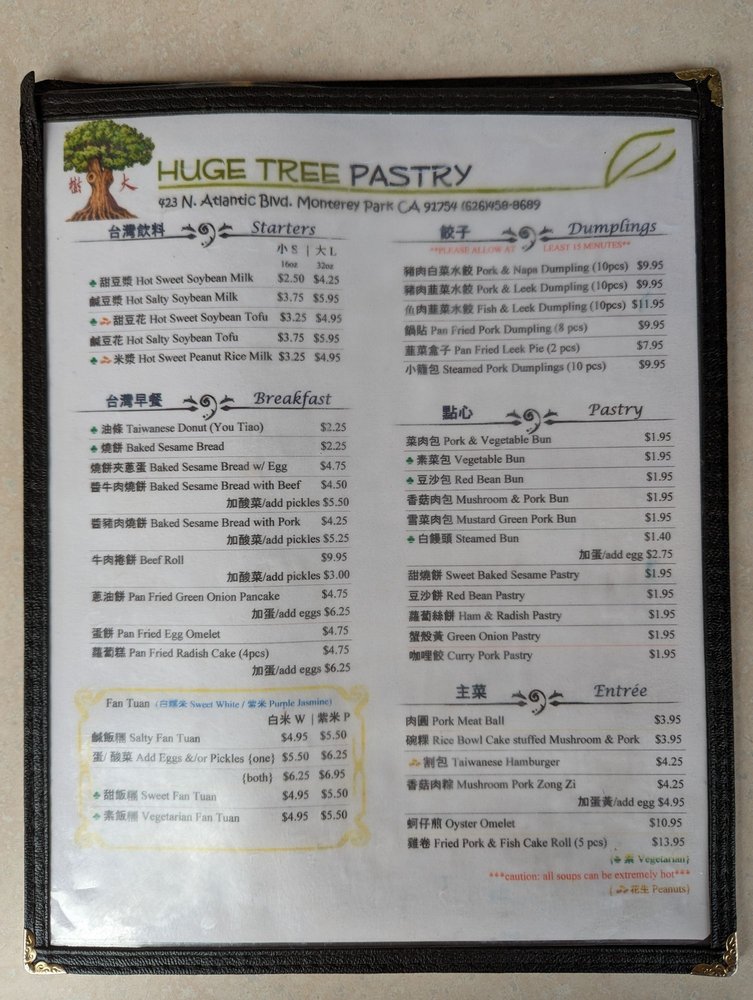 樹 大
HUGE TREE PASTRY
423 N. Atlantic Blvd. Monterey Park CA 91754 (626)458-8689
台灣飲料 Starters
小 S | 大 L
16oz 32oz
甜豆漿 Hot Sweet Soybean Milk $2.50 $4.25
鹹豆漿 Hot Salty Soybean Milk $3.75 $5.95
甜豆花 Hot Sweet Soybean Tofu $3.25 $4.95
鹹豆花 Hot Salty Soybean Tofu $3.75 $5.95
米漿 Hot Sweet Peanut Rice Milk $3.25 $4.95
台灣早餐 Breakfast
油條 Taiwanese Donut (You Tiao) $2.25
燒餅 Baked Sesame Bread $2.25
燒餅夾蔥蛋 Baked Sesame Bread w/ Egg $4.75
醬牛肉燒餅 Baked Sesame Bread with Beef $4.50
加酸菜/add pickles $5.50
醬豬肉燒餅 Baked Sesame Bread with Pork $4.25
加酸菜/add pickles $5.25
牛肉捲餅 Beef Roll $9.95
加酸菜/add pickles $3.00
蔥油餅 Pan Fried Green Onion Pancake $4.75
加蛋/add eggs $6.25
蛋餅 Pan Fried Egg Omelet $4.75
蘿蔔糕 Pan Fried Radish Cake (4pcs) $4.75
加蛋/add eggs $6.25
Fan Tuan (白糯米 Sweet White / 紫米 Purple Jasmine)
白米 W | 紫米 P
鹹飯糰 Salty Fan Tuan $4.95 $5.50
蛋/ 酸菜 Add Eggs &/or Pickles {one} $5.50 $6.25
{both} $6.25 $6.95
甜飯糰 Sweet Fan Tuan $4.95 $5.50
素飯糰 Vegetarian Fan Tuan $4.95 $5.50
餃子 Dumplings
**PLEASE ALLOW AT LEAST 15 MINUTES**
豬肉白菜水餃 Pork & Napa Dumpling (10pcs) $9.95
豬肉韮菜水餃 Pork & Leek Dumpling (10pcs) $9.95
魚肉韮菜水餃 Fish & Leek Dumpling (10pcs) $11.95
鍋貼 Pan Fried Pork Dumpling (8 pcs) $9.95
韮菜盒子 Pan Fried Leek Pie (2 pcs) $7.95
小籠包 Steamed Pork Dumplings (10 pcs) $9.95
點心 Pastry
菜肉包 Pork & Vegetable Bun $1.95
素菜包 Vegetable Bun $1.95
豆沙包 Red Bean Bun $1.95
香菇肉包 Mushroom & Pork Bun $1.95
雪菜肉包 Mustard Green Pork Bun $1.95
白饅頭 Steamed Bun $1.40
加蛋/add egg $2.75
甜燒餅 Sweet Baked Sesame Pastry $1.95
豆沙餅 Red Bean Pastry $1.95
蘿蔔絲餅 Ham & Radish Pastry $1.95
蟹殼黃 Green Onion Pastry $1.95
咖哩餃 Curry Pork Pastry $1.95
主菜 Entrée
肉圓 Pork Meat Ball $3.95
碗粿 Rice Bowl Cake stuffed Mushroom & Pork $3.95
割包 Taiwanese Hamburger $4.25
香菇肉粽 Mushroom Pork Zong Zi $4.25
加蛋黃/add egg $4.95
蚵仔煎 Oyster Omelet $10.95
雞卷 Fried Pork & Fish Cake Roll (5 pcs) $13.95
{素 Vegetarian}
***caution: all soups can be extremely hot***
{花生 Peanuts}